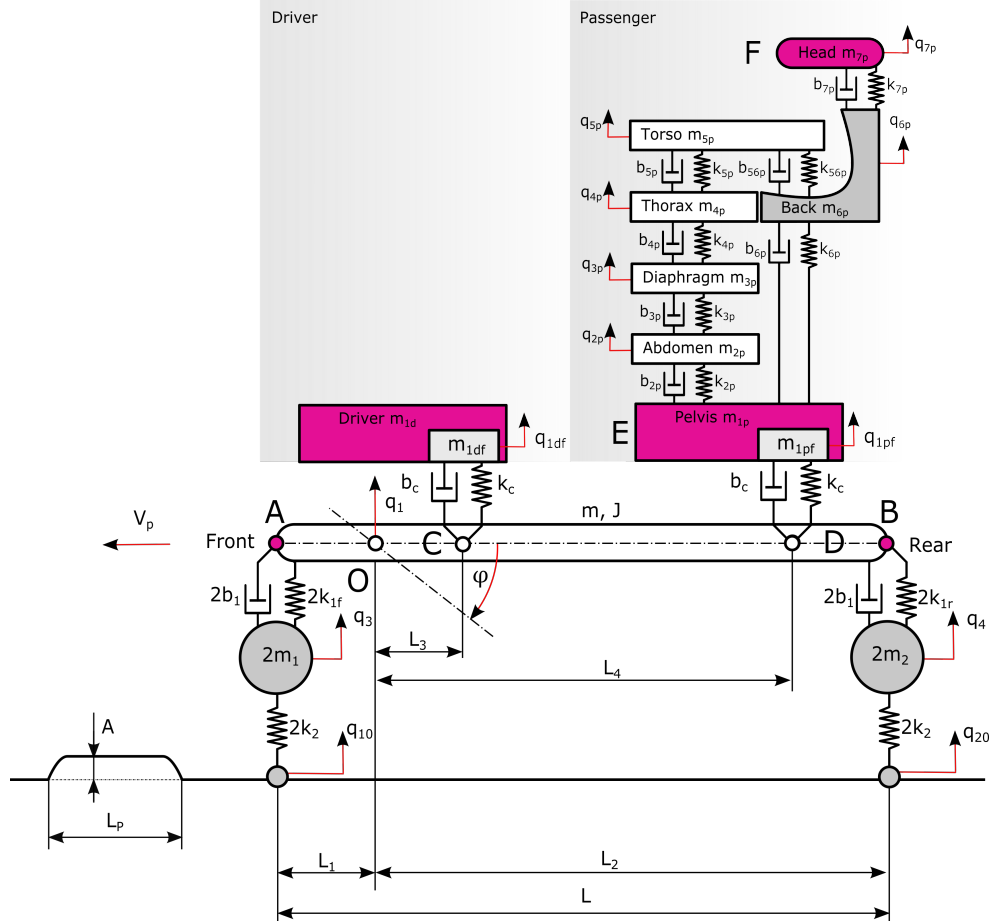 Driver
Passenger
F
Head m7p
q7p
b7p
k7p
q6p
q5p
Torso m5p
b5p
k5p
b56p
k56p
q4p
Thorax m4p
Back m6p
b4p
k4p
b6p
k6p
q3p
Diaphragm m3p
b3p
k3p
q2p
Abdomen m2p
b2p
k2p
Driver m1d
m1df
q1df
E
Pelvis m1p
m1pf
q1pf
bc
kc
bc
kc
q1
Vp
A
m, J
B
Front
C
D
Rear
O
φ
2b1
2k1f
q3
2b1
2k1r
q4
L3
2m1
L4
2m2
A
2k2
q10
2k2
q20
LP
L1
L2
L